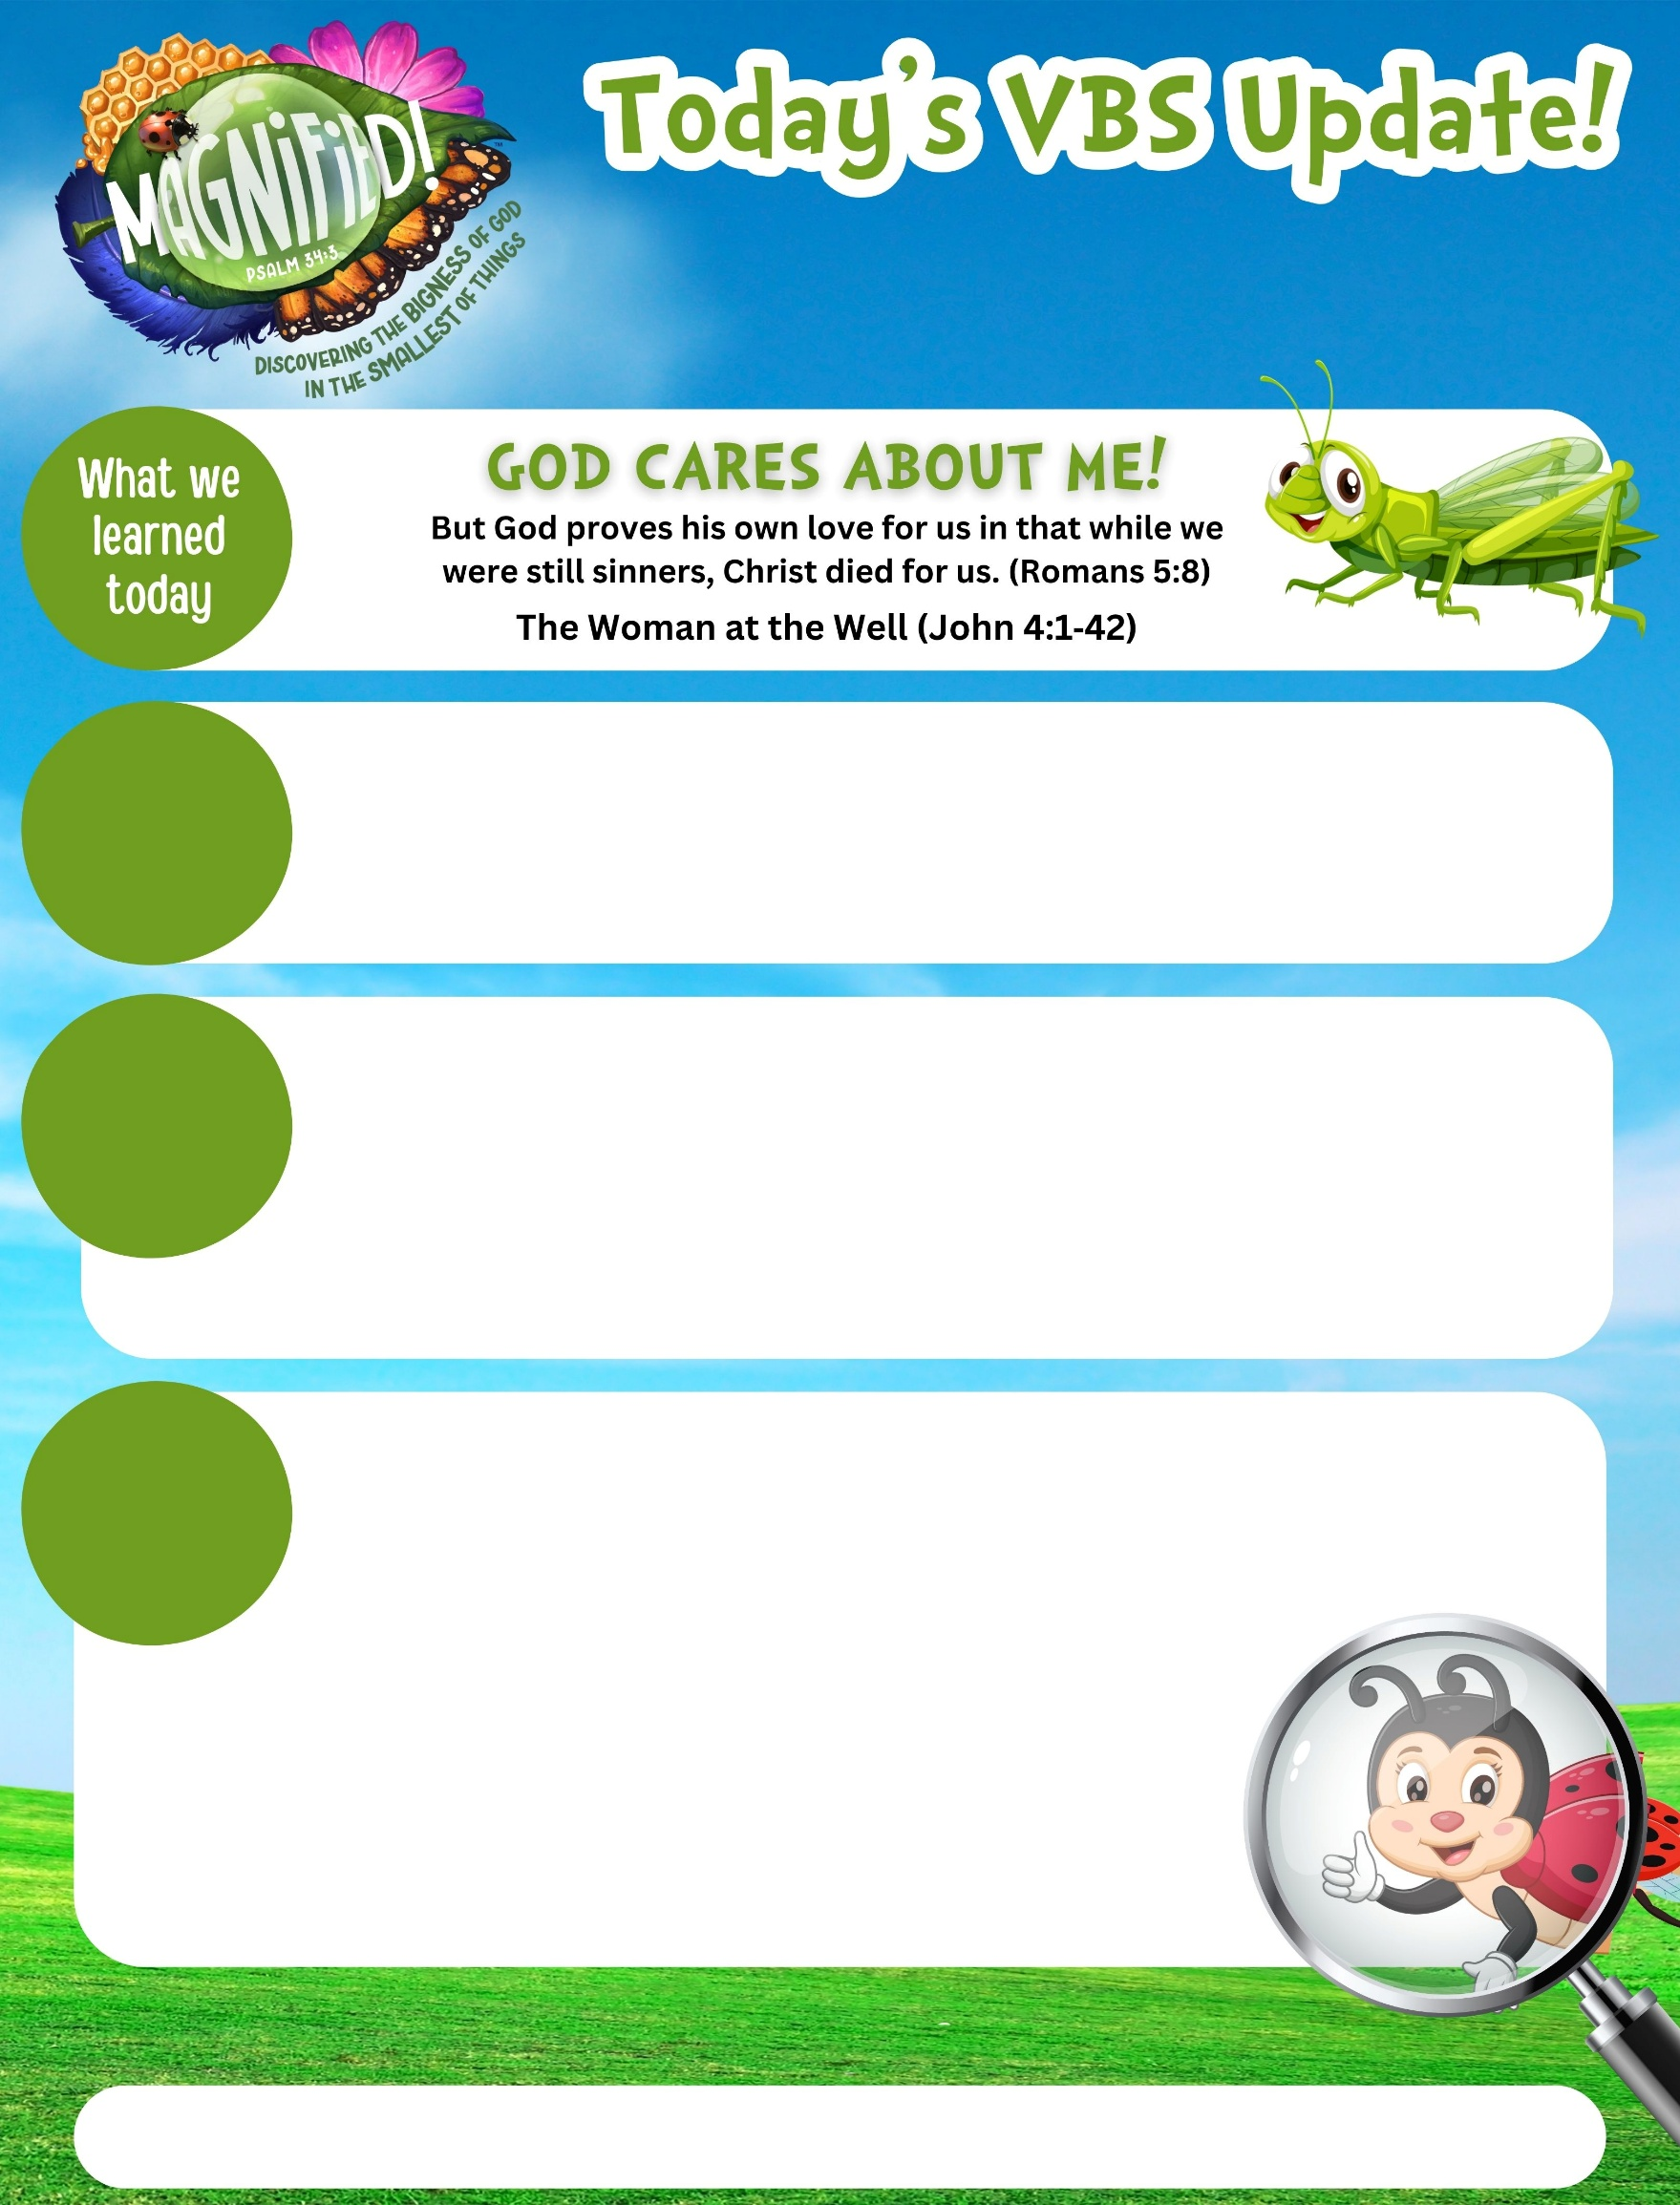 MAGNiFiED!
PSALM 34:3
DISCOVERING THE BIGNESS OF GOD
IN THE SMALLEST OF THINGS
Today's VBS Update!
What we
learned
today
GOD CARES ABOUT ME!
But God proves his own love for us in that while we
were still sinners, Christ died for us. (Romans 5:8)
The Woman at the Well (John 4:1-42)